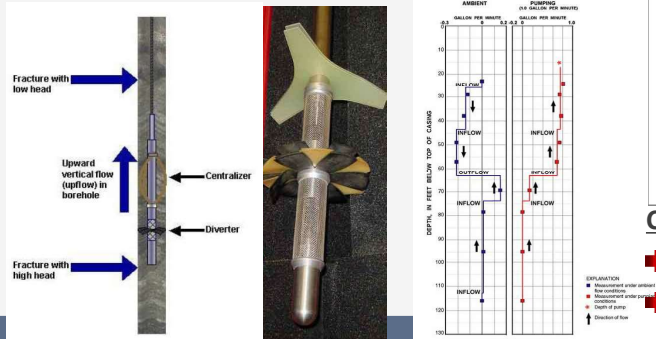 Fracture with
low head
Upward
vertical flow
(upflow) in
borehole
Centralizer
Diverter
Fracture with
high head
AMBIENT
GALLON PER MINUTE
-0.3 0 0.2
PUMPING
(1.0 GALLON PER MINUTE)
GALLON PER MINUTE
-0.2 0 1.0
DEPTH, IN FEET BELOW TOP OF CASING
0
10
20
30
40
50
60
70
80
90
100
110
120
130
INFLOW
INFLOW
INFLOW
OUTFLOW
INFLOW
INFLOW
INFLOW
INFLOW
EXPLANATION
Measurement under ambient
flow conditions
Measurement under
conditions
Depth of pump
Direction of flow